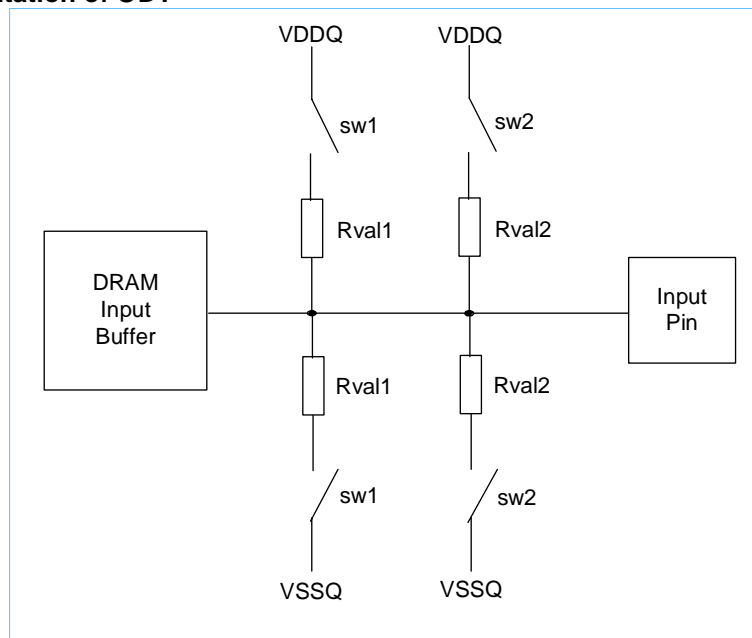 VDDQ VDDQ
sw1 sw2
Rval1 Rval2
DRAM
Input
Buffer
Input
Pin
Rval1 Rval2
sw1 sw2
VSSQ VSSQ